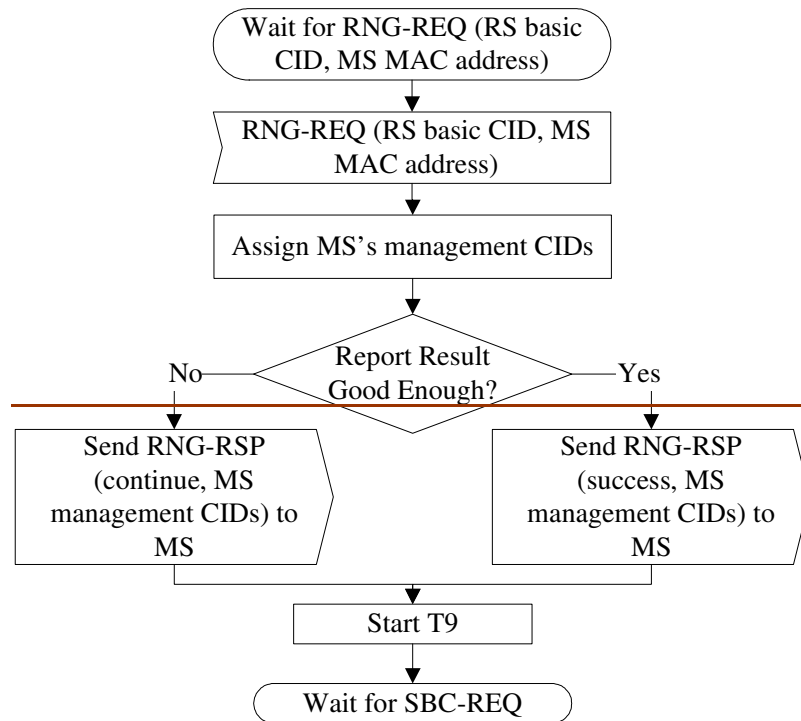 Wait for RNG-REQ (RS basic
CID, MS MAC address)
RNG-REQ (RS basic CID, MS
MAC address)
Assign MS’s management CIDs
Report Result
Good Enough?
No
Yes
Send RNG-RSP
(continue, MS
management CIDs) to
MS
Send RNG-RSP
(success, MS
management CIDs) to
MS
Start T9
Wait for SBC-REQ